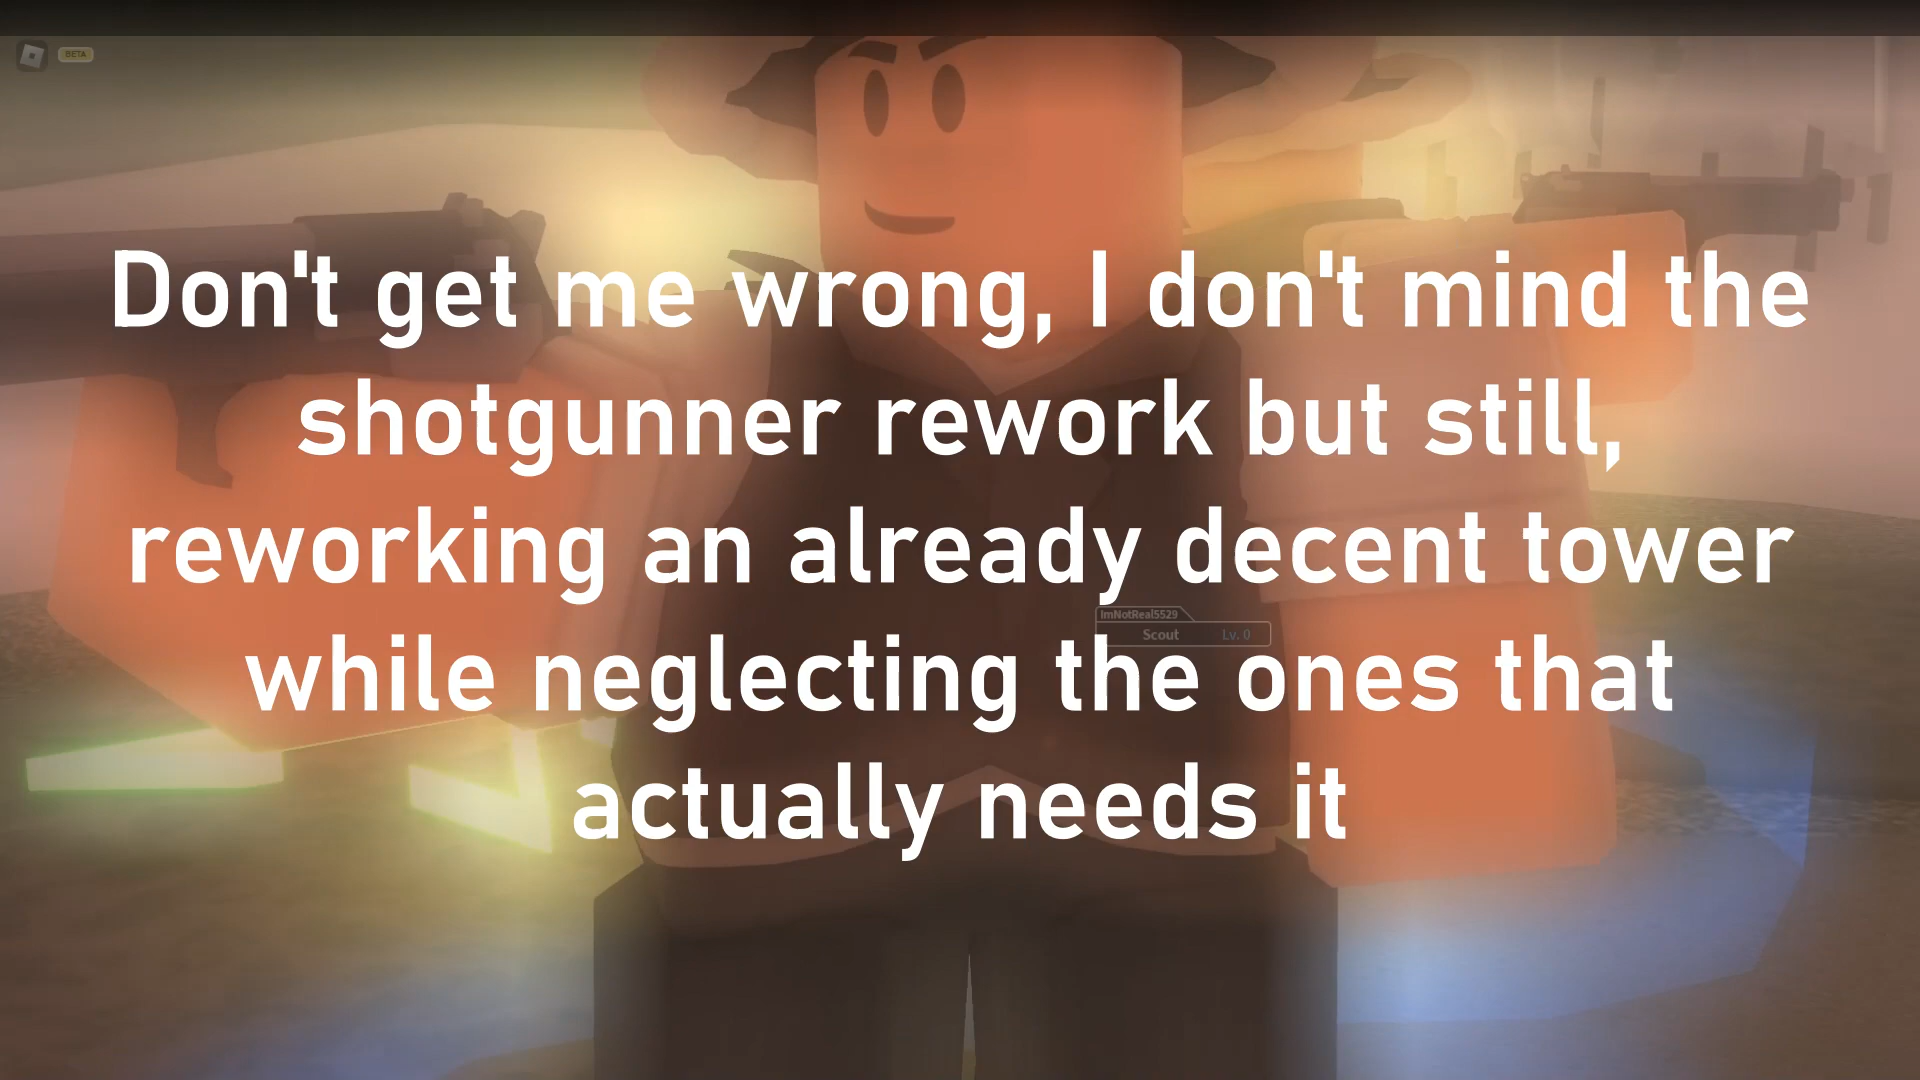 BETA
Don't get me wrong, I don't mind the
shotgunner rework but still,
reworking an already decent tower
ImNotReal5529
Scout Lv. 0
while neglecting the ones that
actually needs it